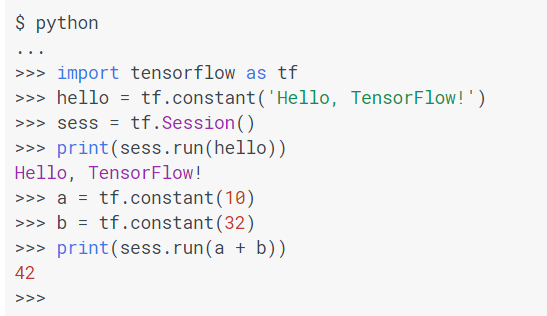 $ python
...
>>> import tensorflow as tf
>>> hello = tf.constant('Hello, TensorFlow!')
>>> sess = tf.Session()
>>> print(sess.run(hello))
Hello, TensorFlow!
>>> a = tf.constant(10)
>>> b = tf.constant(32)
>>> print(sess.run(a + b))
42
>>>